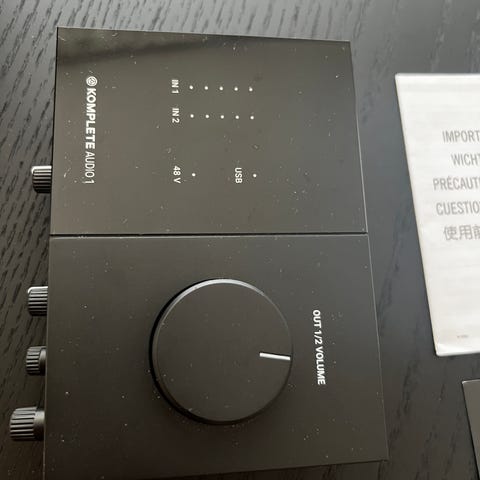 KOMPLETE AUDIO 1
IN 1
IN 2
48 V
USB
OUT 1/2 VOLUME
IMPORT
WICHT
PRÉCAUT
CUESTION
使用前